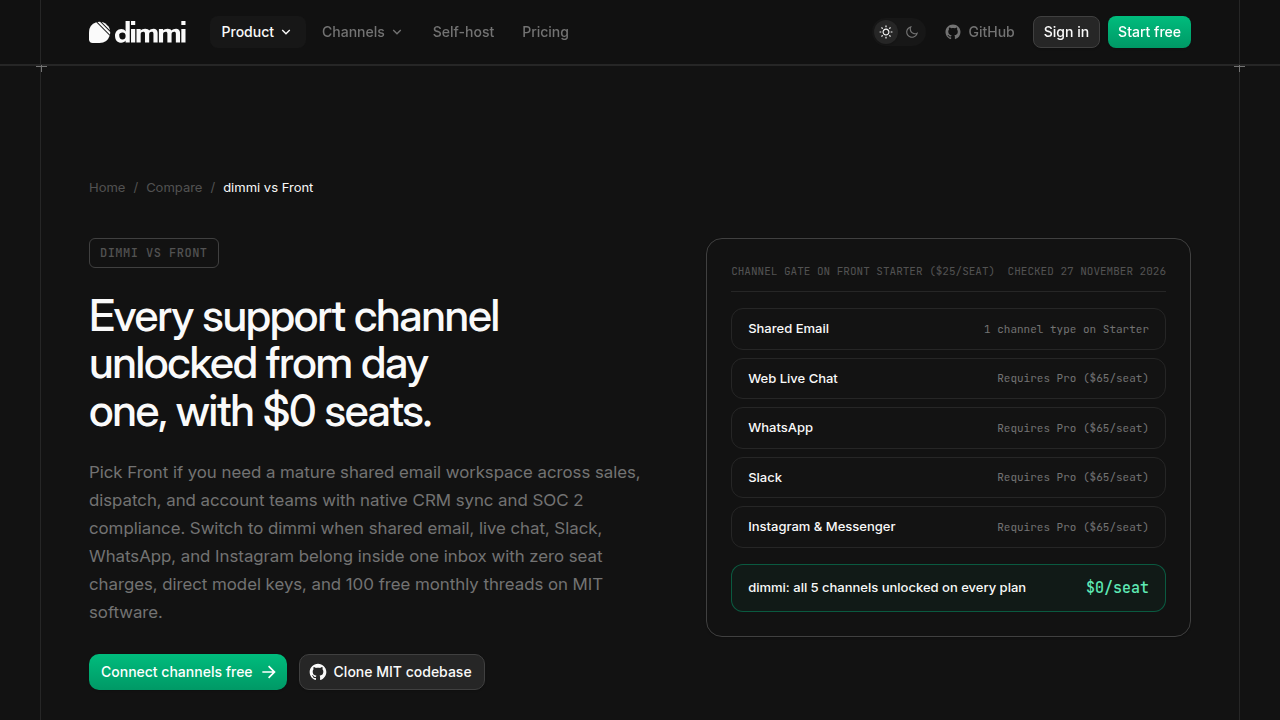 dimmi
Product
Channels
Self-host
Pricing
GitHub
Sign in
Start free
Home / Compare / dimmi vs Front
DIMMI VS FRONT
Every support channel
unlocked from day
one, with $0 seats.
Pick Front if you need a mature shared email workspace across sales,
dispatch, and account teams with native CRM sync and SOC 2
compliance. Switch to dimmi when shared email, live chat, Slack,
WhatsApp, and Instagram belong inside one inbox with zero seat
charges, direct model keys, and 100 free monthly threads on MIT
software.
Connect channels free
Clone MIT codebase
CHANNEL GATE ON FRONT STARTER ($25/SEAT) CHECKED 27 NOVEMBER 2026
Shared Email 1 channel type on Starter
Web Live Chat Requires Pro ($65/seat)
WhatsApp Requires Pro ($65/seat)
Slack Requires Pro ($65/seat)
Instagram & Messenger Requires Pro ($65/seat)
dimmi: all 5 channels unlocked on every plan $0/seat